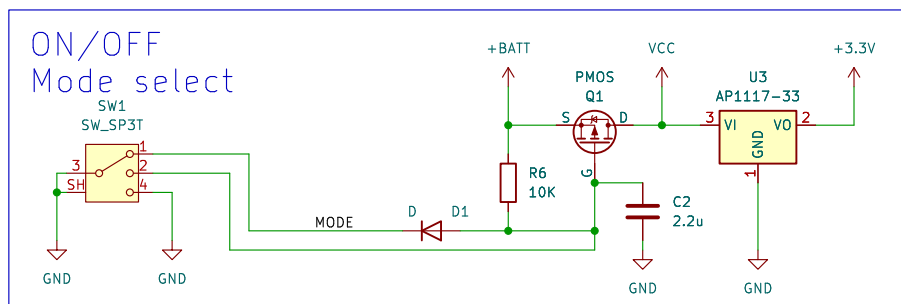 ON/OFF
Mode select
SW1
SW_SP3T
3
SH
1
2
4
GND
GND
MODE
D
D1
+BATT
R6
10K
PMOS
Q1
S
D
G
C2
2.2u
GND
VCC
U3
AP1117-33
3
VI
VO
2
GND
1
GND
+3.3V